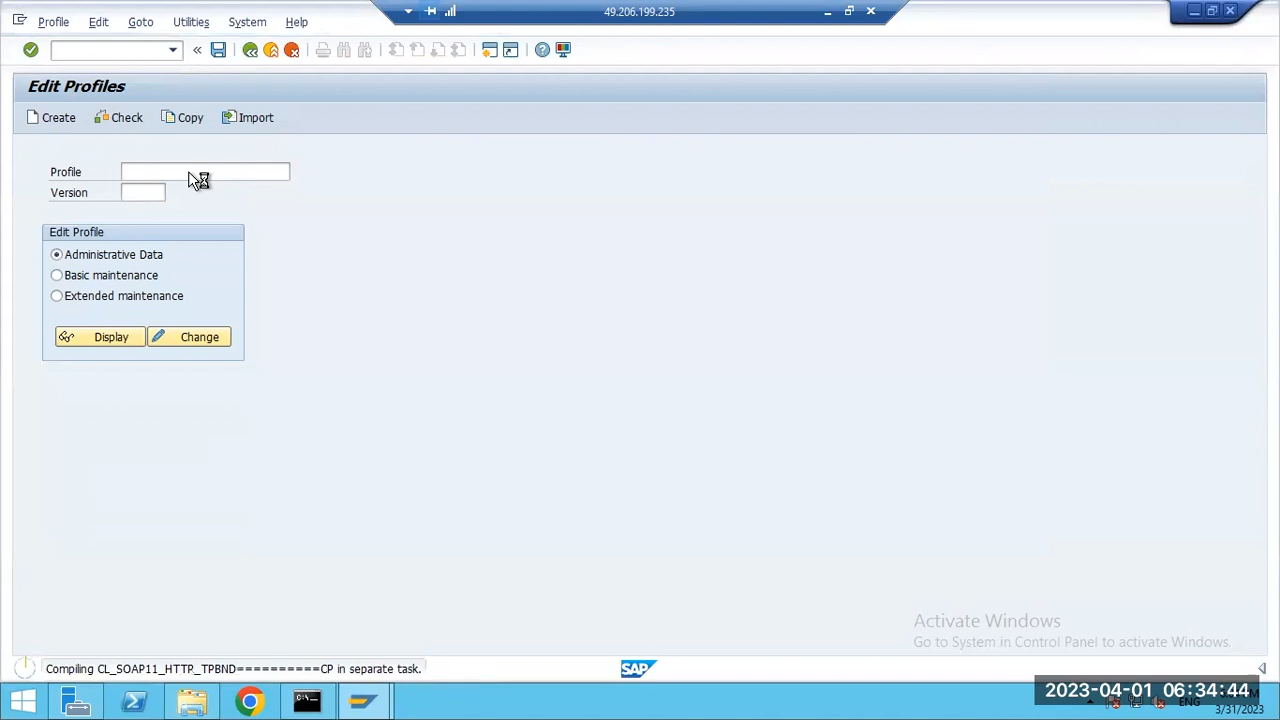 49.206.199.235
Profile Edit Goto Utilities System Help
Edit Profiles
Create Check Copy Import
Profile
Version
Edit Profile
Administrative Data
Basic maintenance
Extended maintenance
Display Change
Activate Windows
Go to System in Control Panel to activate Windows.
Compiling CL_SOAP11_HTTR_TPBND==========CP in separate task.
SAP
2023-04-01 06:34:44
ENG
3/31/2023